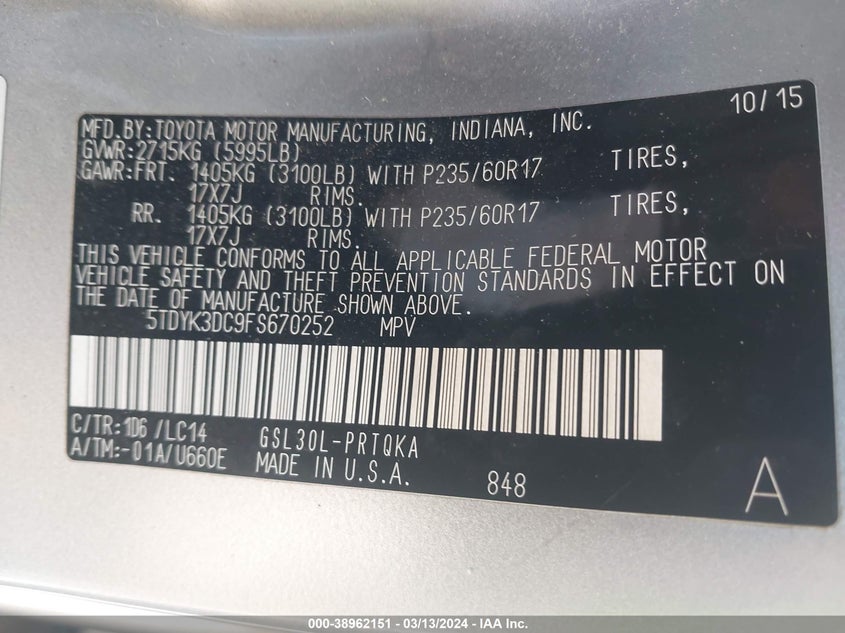 10/15
MFD.BY:TOYOTA MOTOR MANUFACTURING, INDIANA, INC.
GVWR:2715KG (5995LB)
GAWR:FRT. 1405KG (3100LB) WITH P235/60R17 TIRES,
17X7J RIMS.
RR. 1405KG (3100LB) WITH P235/60R17 TIRES,
17X7J RIMS.
THIS VEHICLE CONFORMS TO ALL APPLICABLE FEDERAL MOTOR
VEHICLE SAFETY AND THEFT PREVENTION STANDARDS IN EFFECT ON
THE DATE OF MANUFACTURE SHOWN ABOVE.
5TDYK3DC9FS670252 MPV
C/TR:1D6 /LC14 GSL30L-PRTQKA
A/TM:-01A/U660E MADE IN U.S.A. 848
A
000-38962151 - 03/13/2024 - IAA Inc.